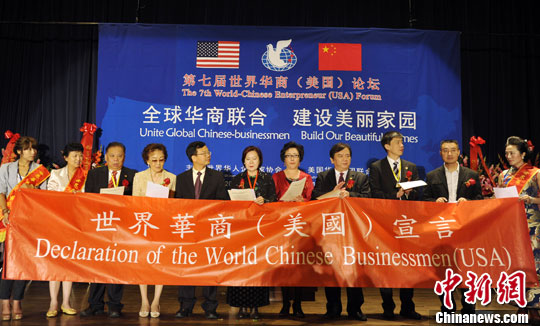 第七届世界华商（美国）论坛
The 7th World-Chinese Enterpreneur (USA) Forum
全球华商联合 建设美丽家园
Unite Global Chinese-businessmen Build Our Beautiful Homes
世界華商（美國）宣言
Declaration of the World Chinese Businessmen(USA)
中新网
Chinanews.com